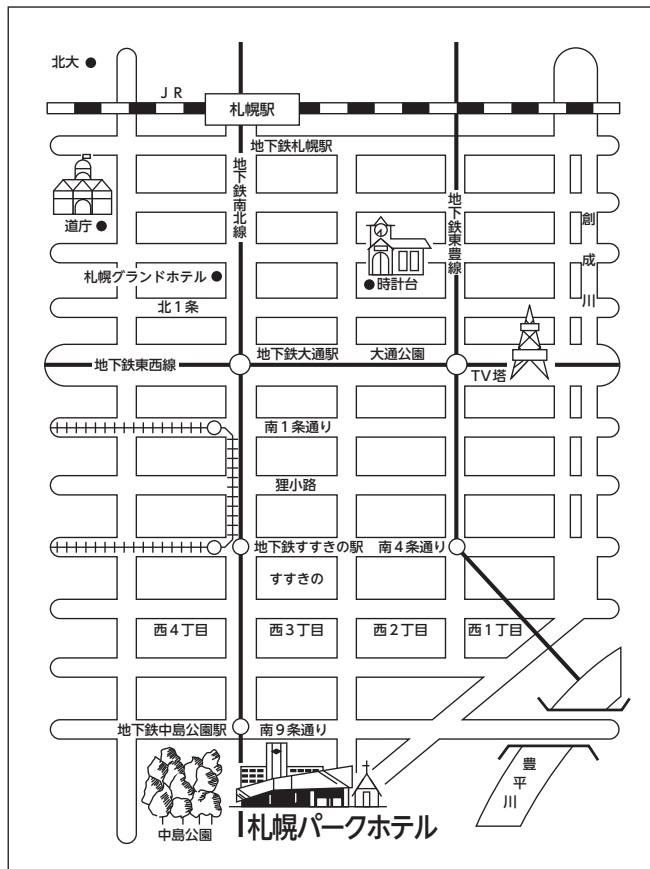 北大
JR
札幌駅
地下鉄札幌駅
地下鉄南北線
地下鉄東豊線
創成川
道庁
札幌グランドホテル
時計台
北1条
地下鉄東西線
地下鉄大通駅
大通公園
TV塔
南1条通り
狸小路
地下鉄すすきの駅
南4条通り
すすきの
西4丁目
西3丁目
西2丁目
西1丁目
地下鉄中島公園駅
南9条通り
豊平川
中島公園
札幌パークホテル